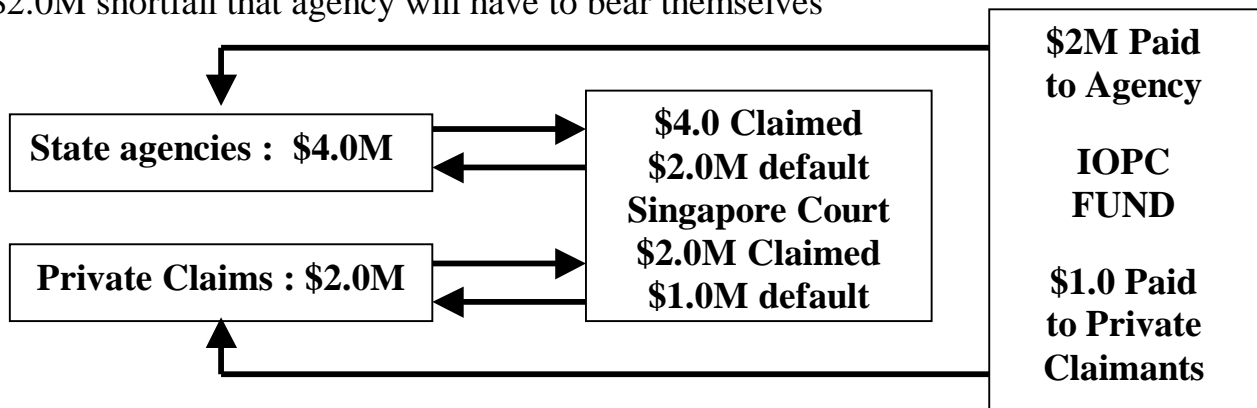 $2.0M shortfall that agency will have to bear themselves
State agencies : $4.0M
Private Claims : $2.0M
$4.0 Claimed
$2.0M default
Singapore Court
$2.0M Claimed
$1.0M default
$2M Paid
to Agency
IOPC
FUND
$1.0 Paid
to Private
Claimants